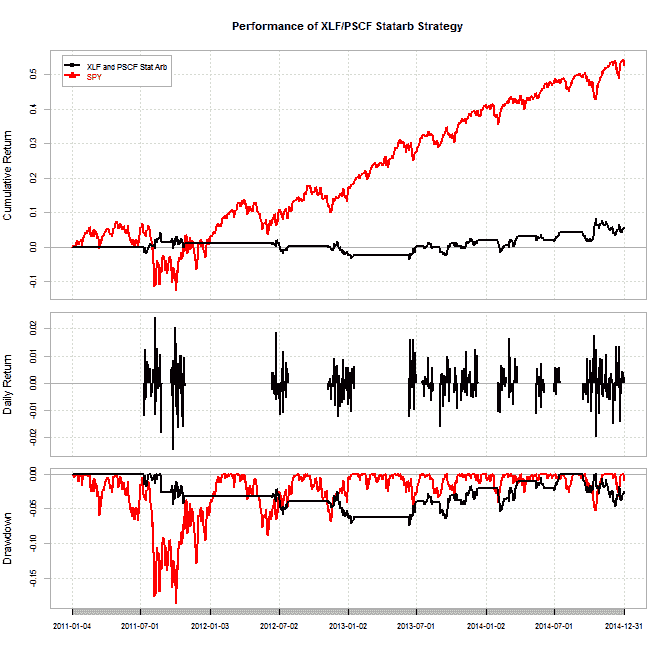 Performance of XLF/PSCF Statarb Strategy
XLF and PSCF Stat Arb
SPY
Cumulative Return
0.5
0.4
0.3
0.2
0.1
0.0
-0.1
Daily Return
0.02
0.01
0.00
-0.01
-0.02
Drawdown
0.00
-0.05
-0.10
-0.15
2011-01-04 2011-07-01 2012-01-03 2012-07-02 2013-01-02 2013-07-01 2014-01-02 2014-07-01 2014-12-31